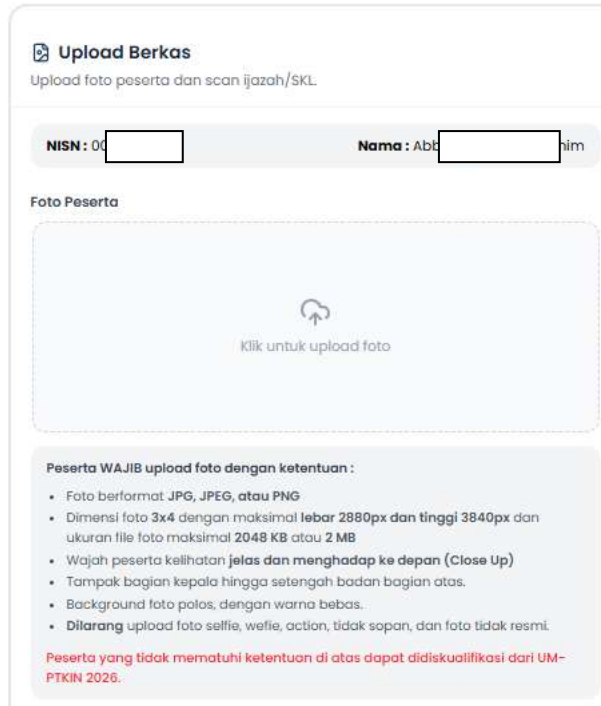 Upload Berkas
Upload foto peserta dan scan ijazah/SKL.
NISN : 00
Nama : Abb him
Foto Peserta
Klik untuk upload foto
Peserta WAJIB upload foto dengan ketentuan :
• Foto berformat JPG, JPEG, atau PNG
• Dimensi foto 3x4 dengan maksimal lebar 2880px dan tinggi 3840px dan
ukuran file foto maksimal 2048 KB atau 2 MB
• Wajah peserta kelihatan jelas dan menghadap ke depan (Close Up)
• Tampak bagian kepala hingga setengah badan bagian atas.
• Background foto polos, dengan warna bebas.
• Dilarang upload foto selfie, wefie, action, tidak sopan, dan foto tidak resmi.
Peserta yang tidak mematuhi ketentuan di atas dapat didiskualifikasi dari UM-
PTKIN 2026.